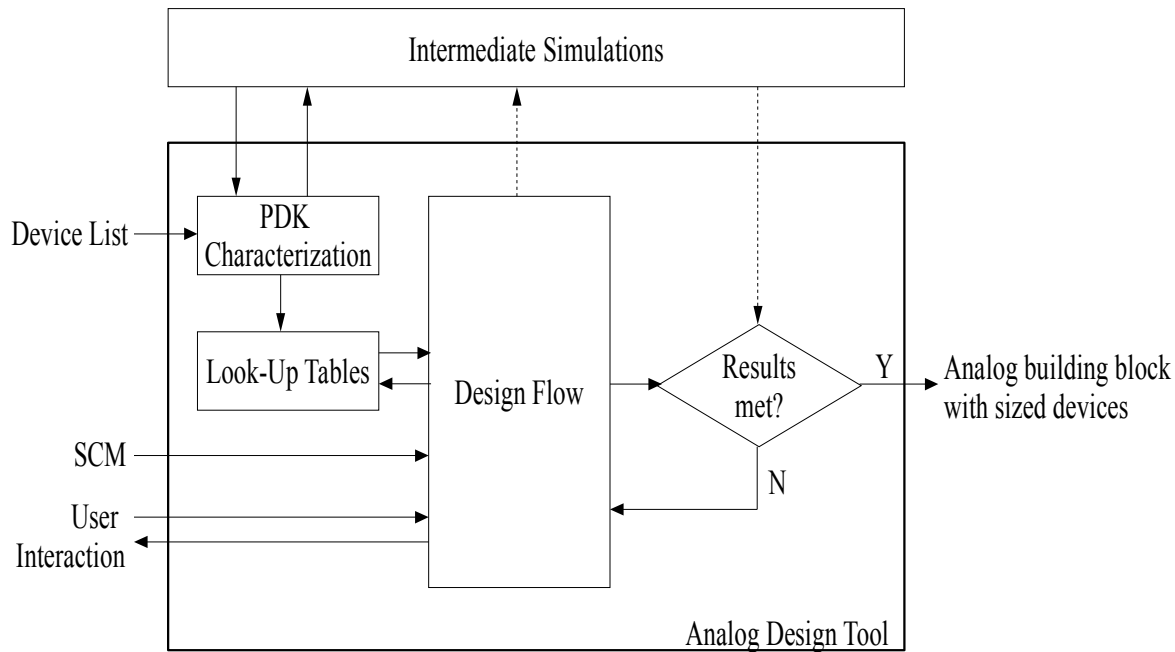 Intermediate Simulations
Device List
PDK
Characterization
Look-Up Tables
Design Flow
Results
met?
Y
N
Analog building block
with sized devices
SCM
User
Interaction
Analog Design Tool